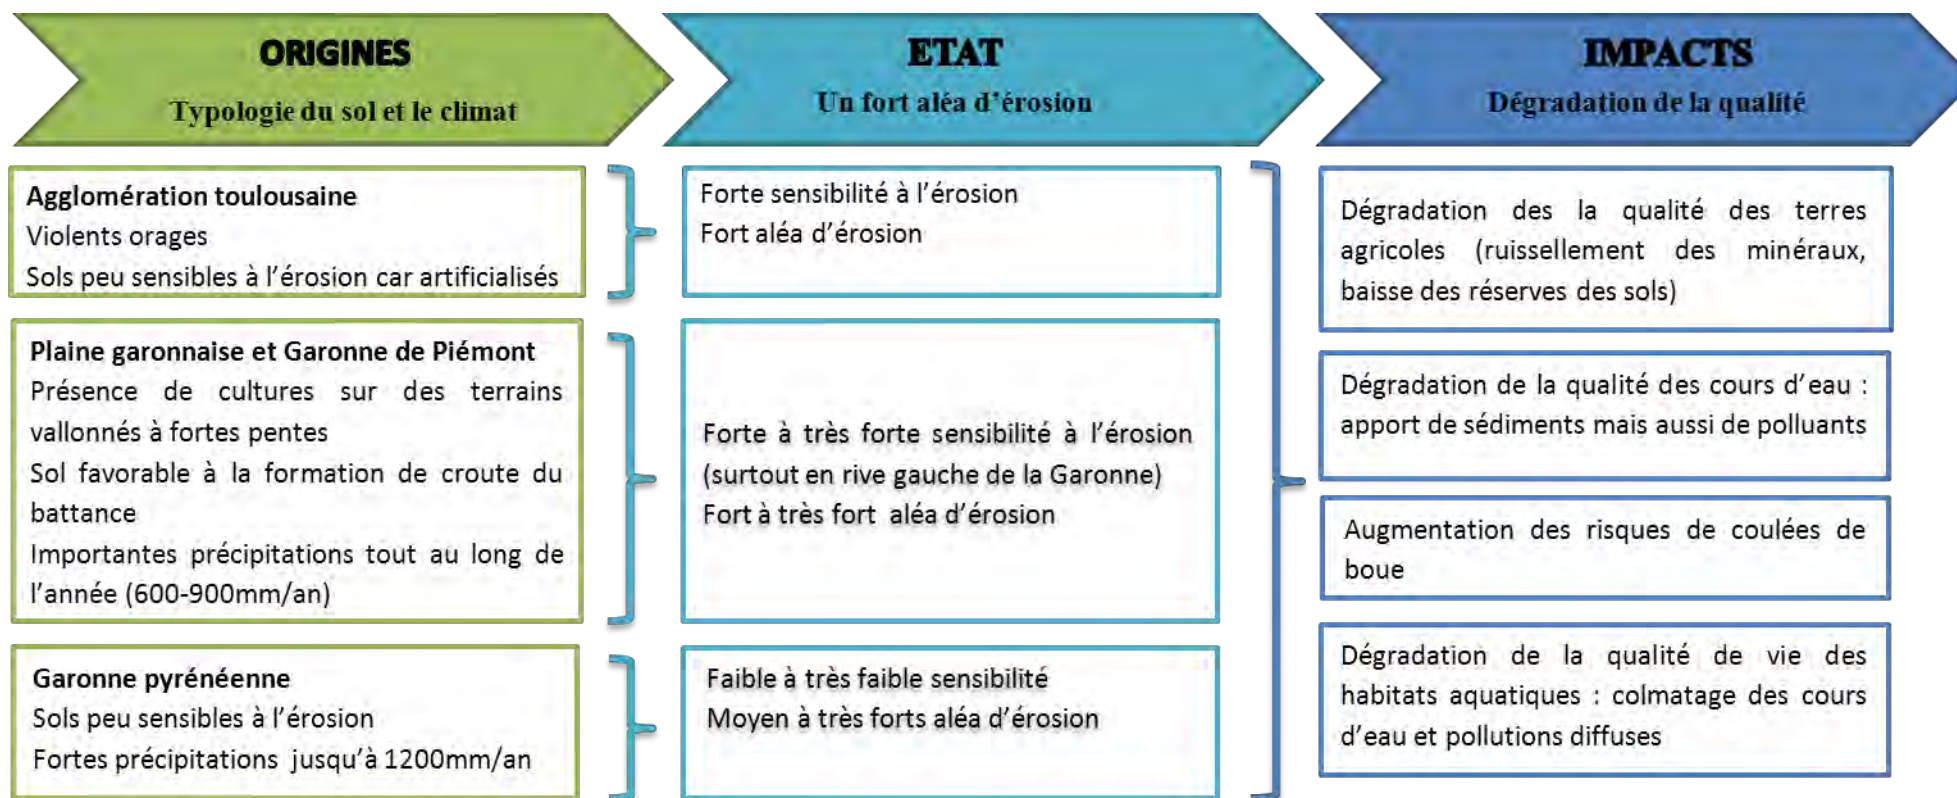 ORIGINES
Typologie du sol et le climat
ETAT
Un fort aléa d'érosion
IMPACTS
Dégradation de la qualité
Agglomération toulousaine
Violents orages
Sols peu sensibles à l'érosion car artificialisés
Forte sensibilité à l'érosion
Fort aléa d'érosion
Plaine garonnaise et Garonne de Piémont
Présence de cultures sur des terrains
vallonnés à fortes pentes
Sol favorable à la formation de croute du
battance
Importantes précipitations tout au long de
l'année (600-900mm/an)
Forte à très forte sensibilité à l'érosion
(surtout en rive gauche de la Garonne)
Fort à très fort aléa d'érosion
Garonne pyrénéenne
Sols peu sensibles à l'érosion
Fortes précipitations jusqu'à 1200mm/an
Faible à très faible sensibilité
Moyen à très forts aléa d'érosion
Dégradation des la qualité des terres
agricoles (ruissellement des minéraux,
baisse des réserves des sols)
Dégradation de la qualité des cours d'eau :
apport de sédiments mais aussi de polluants
Augmentation des risques de coulées de
boue
Dégradation de la qualité de vie des
habitats aquatiques : colmatage des cours
d'eau et pollutions diffuses